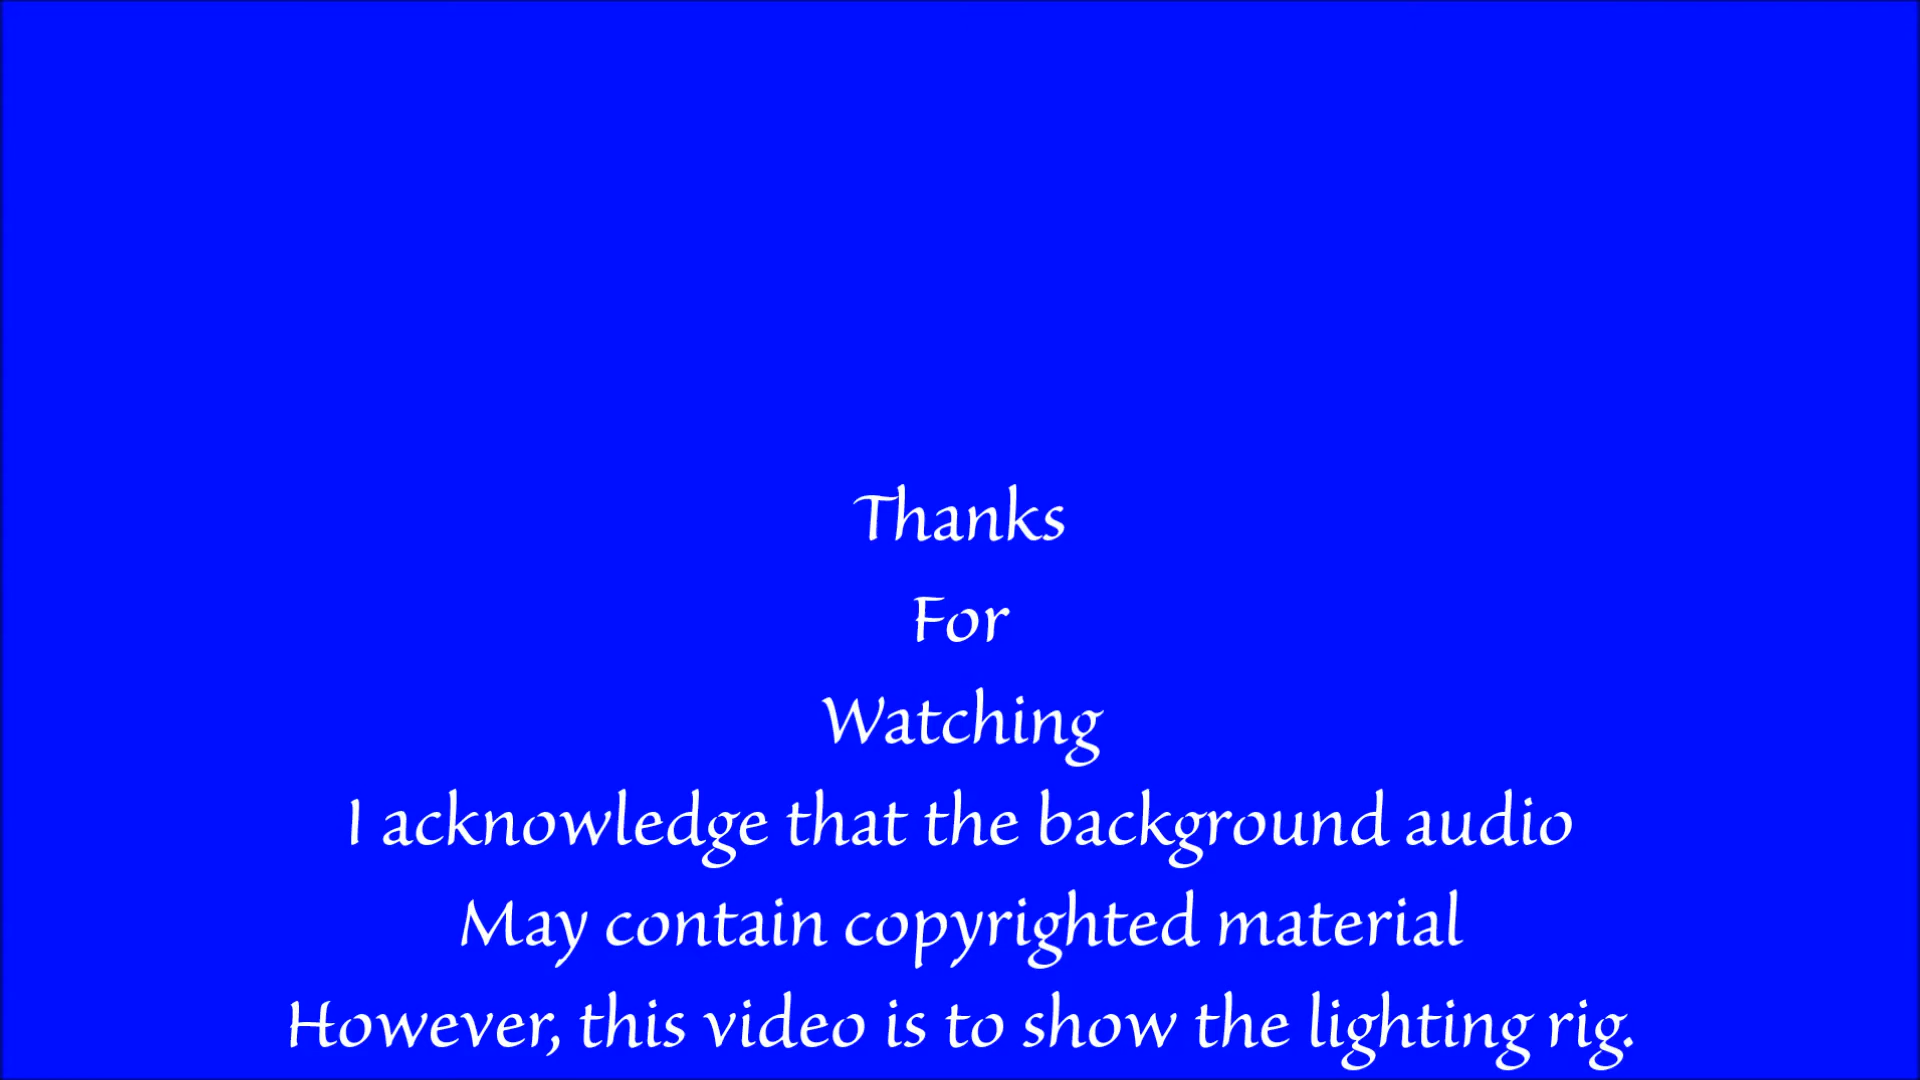 Thanks
For
Watching
I acknowledge that the background audio
May contain copyrighted material
However, this video is to show the lighting rig.